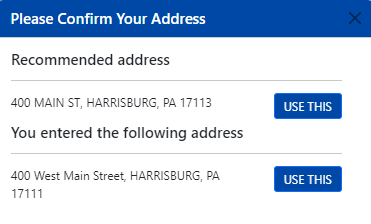 Please Confirm Your Address
Recommended address
400 MAIN ST, HARRISBURG, PA 17113
USE THIS
You entered the following address
400 West Main Street, HARRISBURG, PA
17111
USE THIS